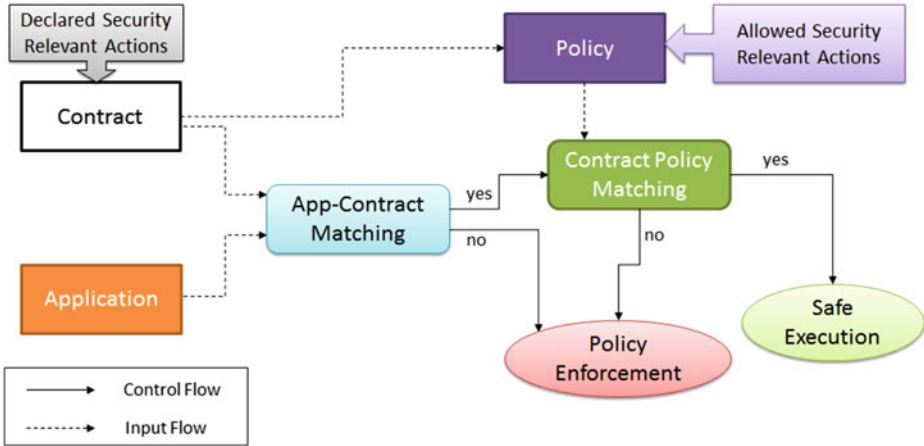 Declared Security
Relevant Actions
Policy
Allowed Security
Relevant Actions
Contract
Contract Policy
Matching
yes
App-Contract
Matching
yes
no
no
Application
Safe
Execution
Policy
Enforcement
Control Flow
Input Flow